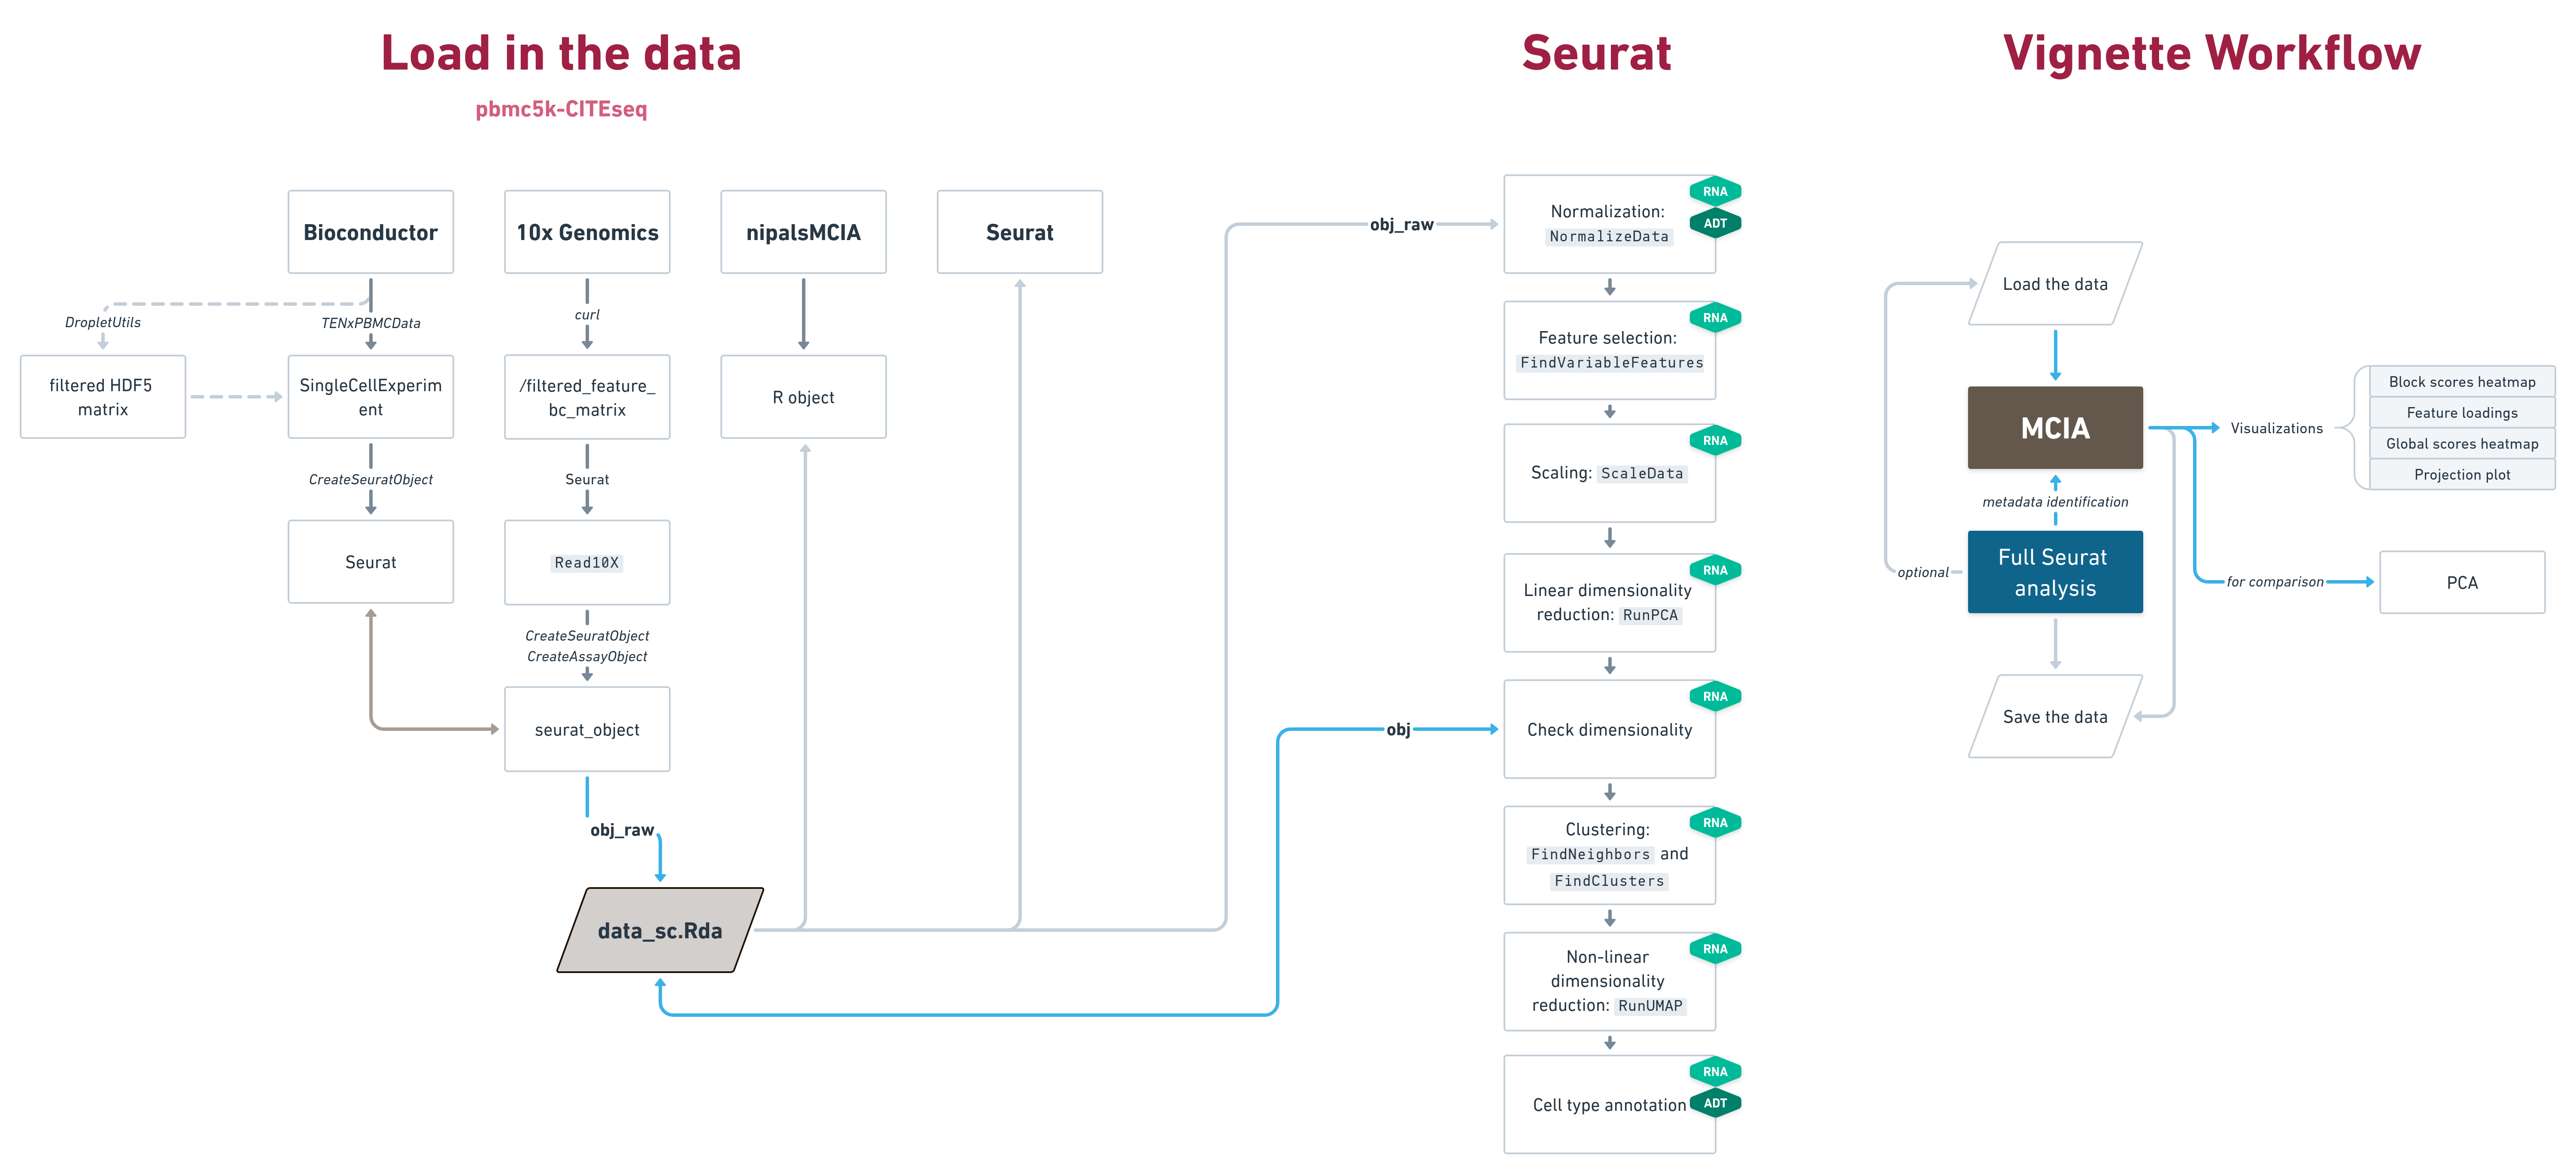 Load in the data
pbmc5k-CITEseq
Bioconductor
10x Genomics
nipalsMCIA
Seurat
DropletUtils
TENxPBMCData
curl
filtered HDF5
matrix
SingleCellExperim
ent
/filtered_feature_
bc_matrix
R object
CreateSeuratObject
Seurat
Seurat
Read10X
CreateSeuratObject
CreateAssayObject
seurat_object
obj_raw
data_sc.Rda
obj_raw
obj
Seurat
Normalization:
NormalizeData
RNA
ADT
Feature selection:
FindVariableFeatures
RNA
Scaling: ScaleData
RNA
Linear dimensionality
reduction: RunPCA
RNA
Check dimensionality
RNA
Clustering:
FindNeighbors and
FindClusters
RNA
Non-linear
dimensionality
reduction: RunUMAP
RNA
Cell type annotation
RNA
ADT
Vignette Workflow
Load the data
MCIA
metadata identification
Full Seurat
analysis
optional
Save the data
Visualizations
Block scores heatmap
Feature loadings
Global scores heatmap
Projection plot
for comparison
PCA